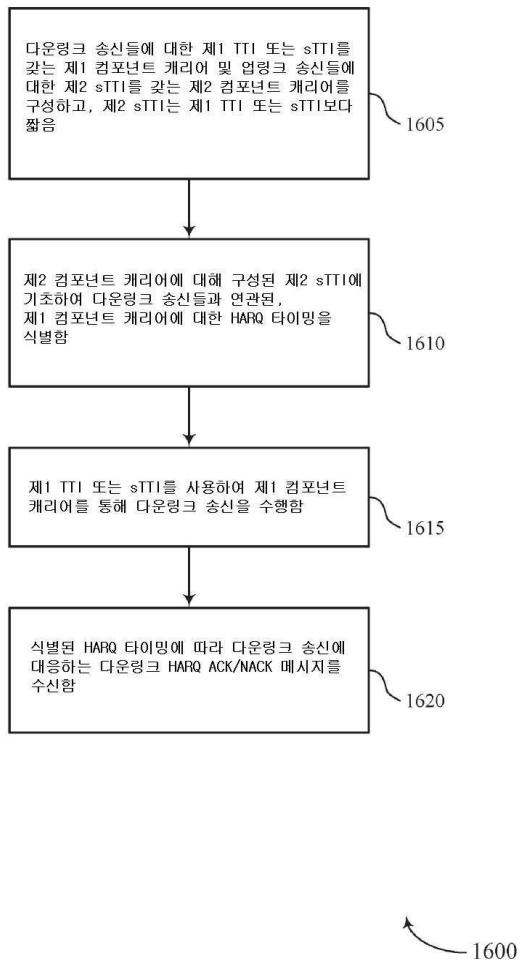 다운링크 송신들에 대한 제1 TTI 또는 sTTI를
갖는 제1 컴포넌트 캐리어 및 업링크 송신들에
대한 제2 sTTI를 갖는 제2 컴포넌트 캐리어를
구성하고, 제2 sTTI는 제1 TTI 또는 sTTI보다
짧음
1605
제2 컴포넌트 캐리어에 대해 구성된 제2 sTTI에
기초하여 다운링크 송신들과 연관된,
제1 컴포넌트 캐리어에 대한 HARQ 타이밍을
식별함
1610
제1 TTI 또는 sTTI를 사용하여 제1 컴포넌트
캐리어를 통해 다운링크 송신을 수행함
1615
식별된 HARQ 타이밍에 따라 다운링크 송신에
대응하는 다운링크 HARQ ACK/NACK 메시지를
수신함
1620
1600